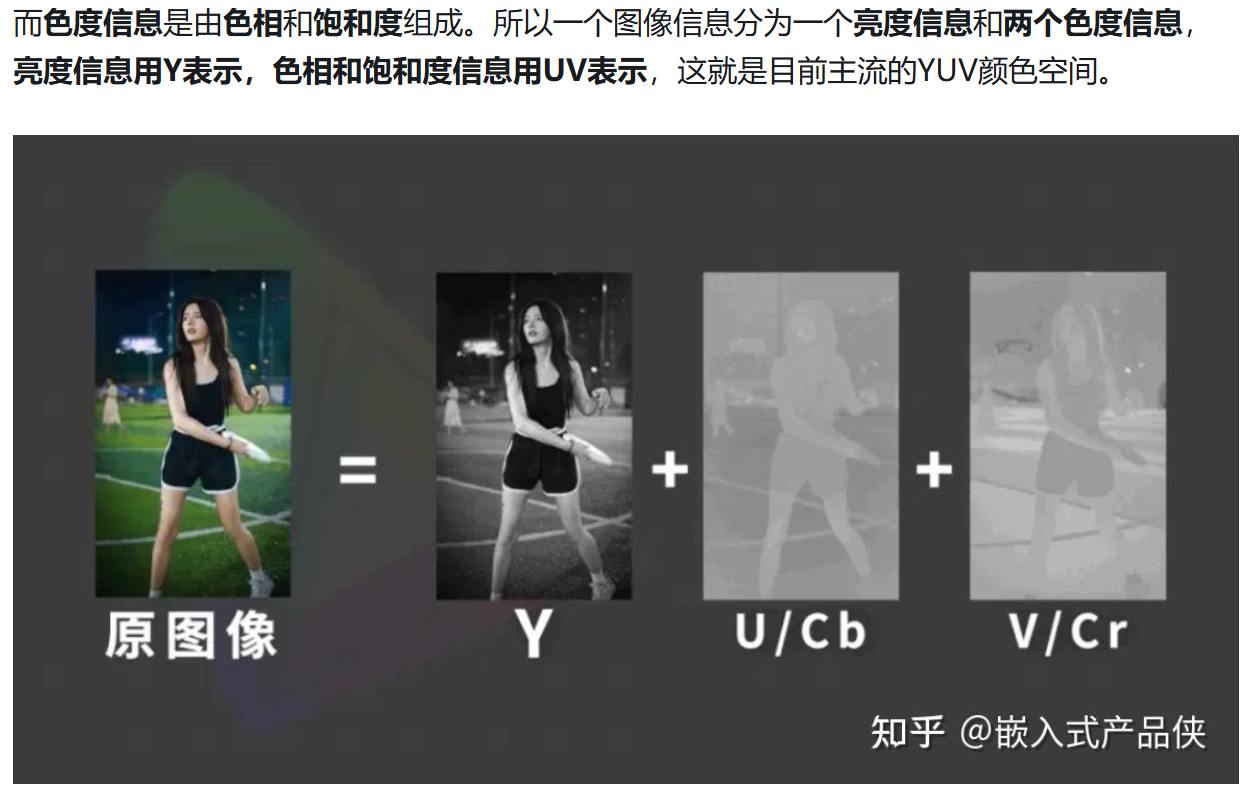 而色度信息是由色相和饱和度组成。所以一个图像信息分为一个亮度信息和两个色度信息，
亮度信息用Y表示，色相和饱和度信息用UV表示，这就是目前主流的YUV颜色空间。
=
+
+
原图像
Y
U/Cb
V/Cr
知乎 @嵌入式产品侠